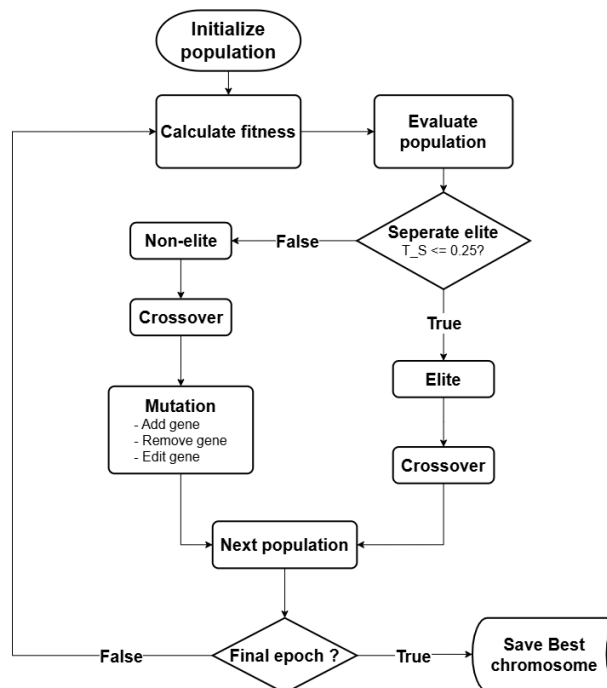 Initialize
population
Calculate fitness
Evaluate
population
Seperate elite
T_S <= 0.25?
False
Non-elite
True
Crossover
Elite
Mutation
- Add gene
- Remove gene
- Edit gene
Crossover
Next population
Final epoch ?
False
True
Save Best
chromosome